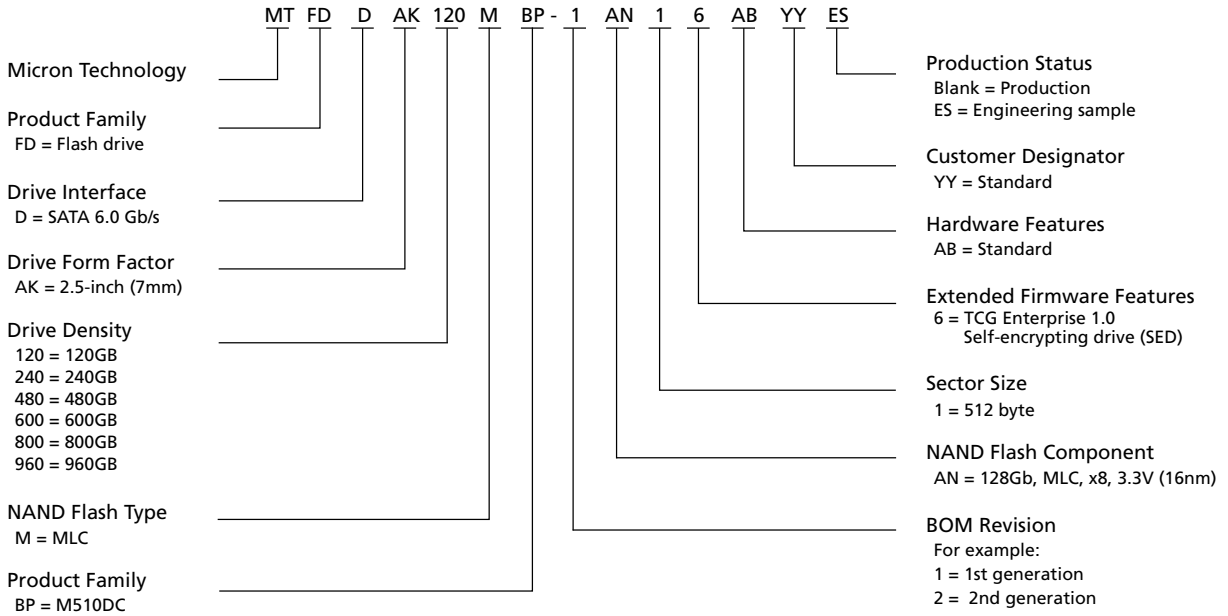 MT FD D AK 120 M BP - 1 AN 1 6 AB YY ES
Micron Technology
Product Family
FD = Flash drive
Drive Interface
D = SATA 6.0 Gb/s
Drive Form Factor
AK = 2.5-inch (7mm)
Drive Density
120 = 120GB
240 = 240GB
480 = 480GB
600 = 600GB
800 = 800GB
960 = 960GB
NAND Flash Type
M = MLC
Product Family
BP = M510DC
Production Status
Blank = Production
ES = Engineering sample
Customer Designator
YY = Standard
Hardware Features
AB = Standard
Extended Firmware Features
6 = TCG Enterprise 1.0
Self-encrypting drive (SED)
Sector Size
1 = 512 byte
NAND Flash Component
AN = 128Gb, MLC, x8, 3.3V (16nm)
BOM Revision
For example:
1 = 1st generation
2 = 2nd generation